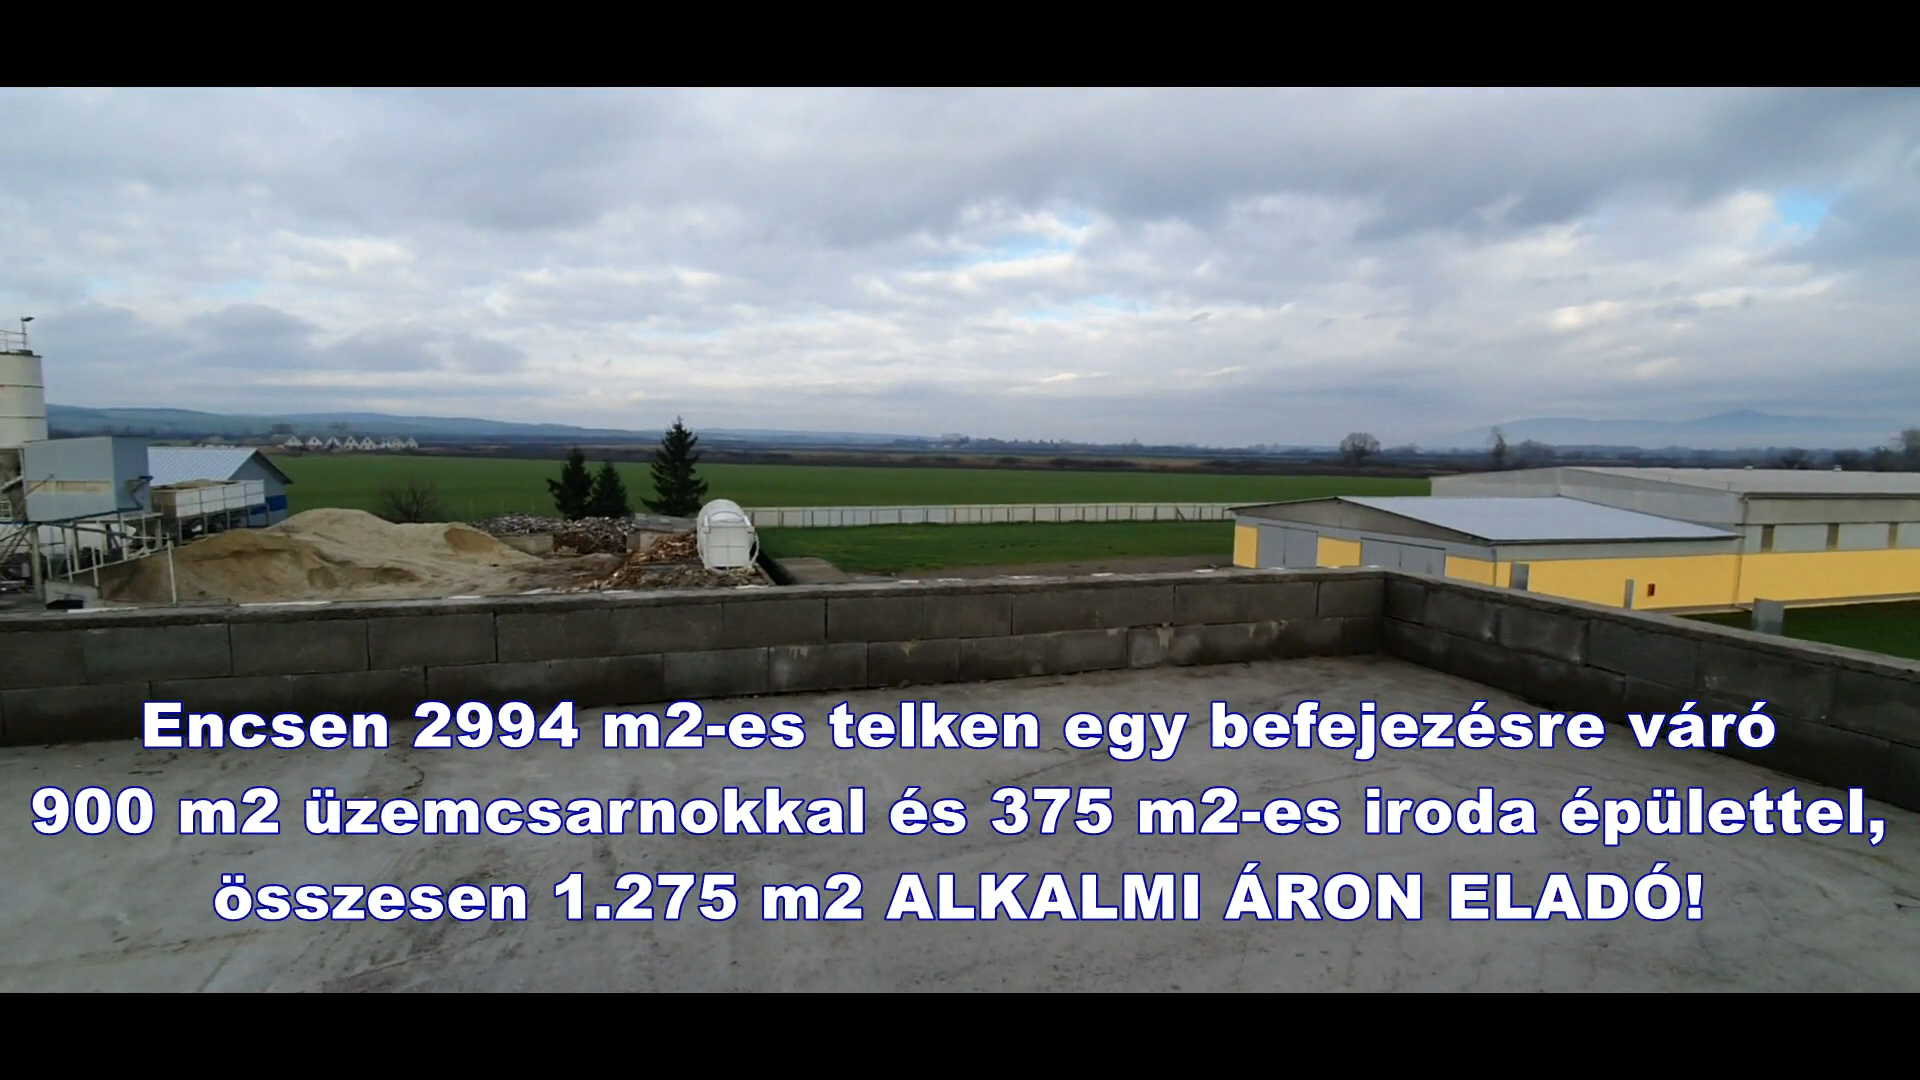 Encsen 2994 m2-es telken egy befejezésre váró
900 m2 üzemcsarnokkal és 375 m2-es iroda épülettel,
összesen 1.275 m2 ALKALMI ÁRON ELADÓ!